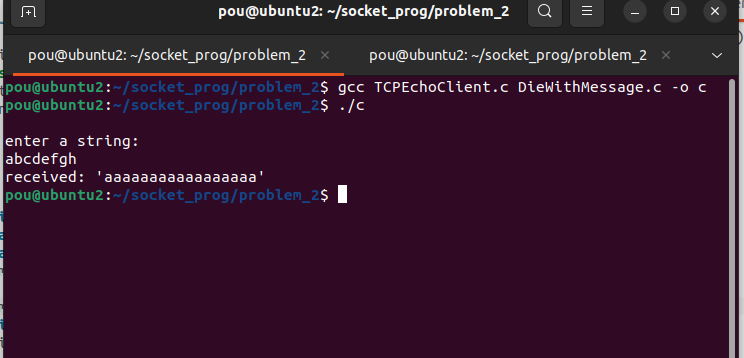 pou@ubuntu2: ~/socket_prog/problem_2
pou@ubuntu2: ~/socket_prog/problem_2 × pou@ubuntu2: ~/socket_prog/problem_2 ×
pou@ubuntu2:~/socket_prog/problem_2$ gcc TCPEchoClient.c DieWithMessage.c -o c
pou@ubuntu2:~/socket_prog/problem_2$ ./c
enter a string:
abcdefgh
received: 'aaaaaaaaaaaaaaaaa'
pou@ubuntu2:~/socket_prog/problem_2$